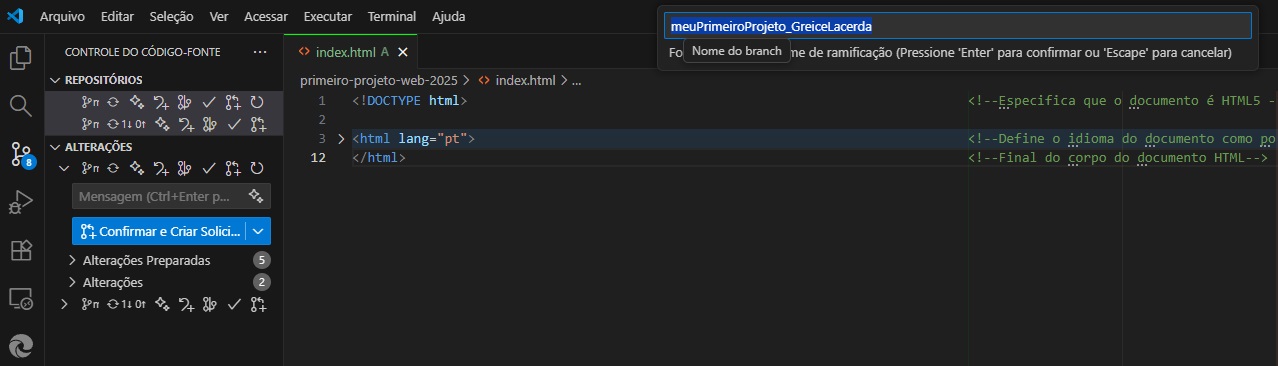 Arquivo Editar Seleção Ver Acessar Executar Terminal Ajuda
meuPrimeiroProjeto_GreiceLacerda
Nome do branch
Fo me de ramificação (Pressione 'Enter' para confirmar ou 'Escape' para cancelar)
CONTROLE DO CÓDIGO-FONTE ...
REPOSITÓRIOS
1↓ 0↑
ALTERAÇÕES
Mensagem (Ctrl+Enter p...
Confirmar e Criar Solici...
Alterações Preparadas 5
Alterações 2
1↓ 0↑
8
index.html A
primeiro-projeto-web-2025 > index.html > ...
1 <!DOCTYPE html> <!--Especifica que o documento é HTML5 -
2
3 <html lang="pt"> <!--Define o idioma do documento como po
12 </html> <!--Final do corpo do documento HTML-->